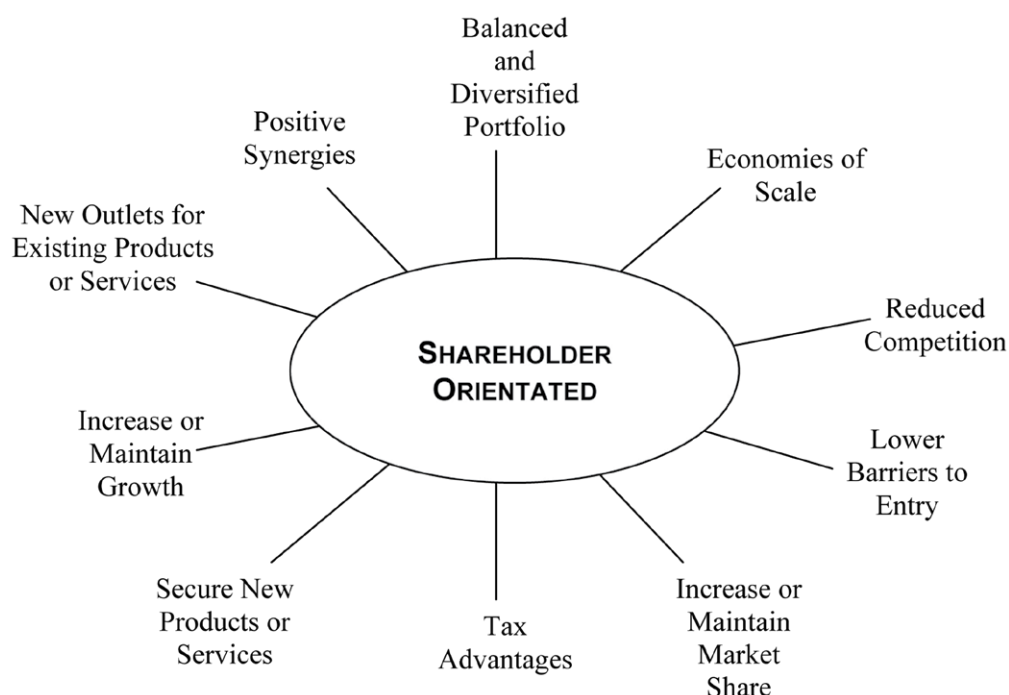 Balanced
and
Diversified
Portfolio
Positive
Synergies
Economies of
Scale
New Outlets for
Existing Products
or Services
Reduced
Competition
SHAREHOLDER
ORIENTATED
Increase or
Maintain
Growth
Lower
Barriers to
Entry
Secure New
Products or
Services
Tax
Advantages
Increase or
Maintain
Market
Share